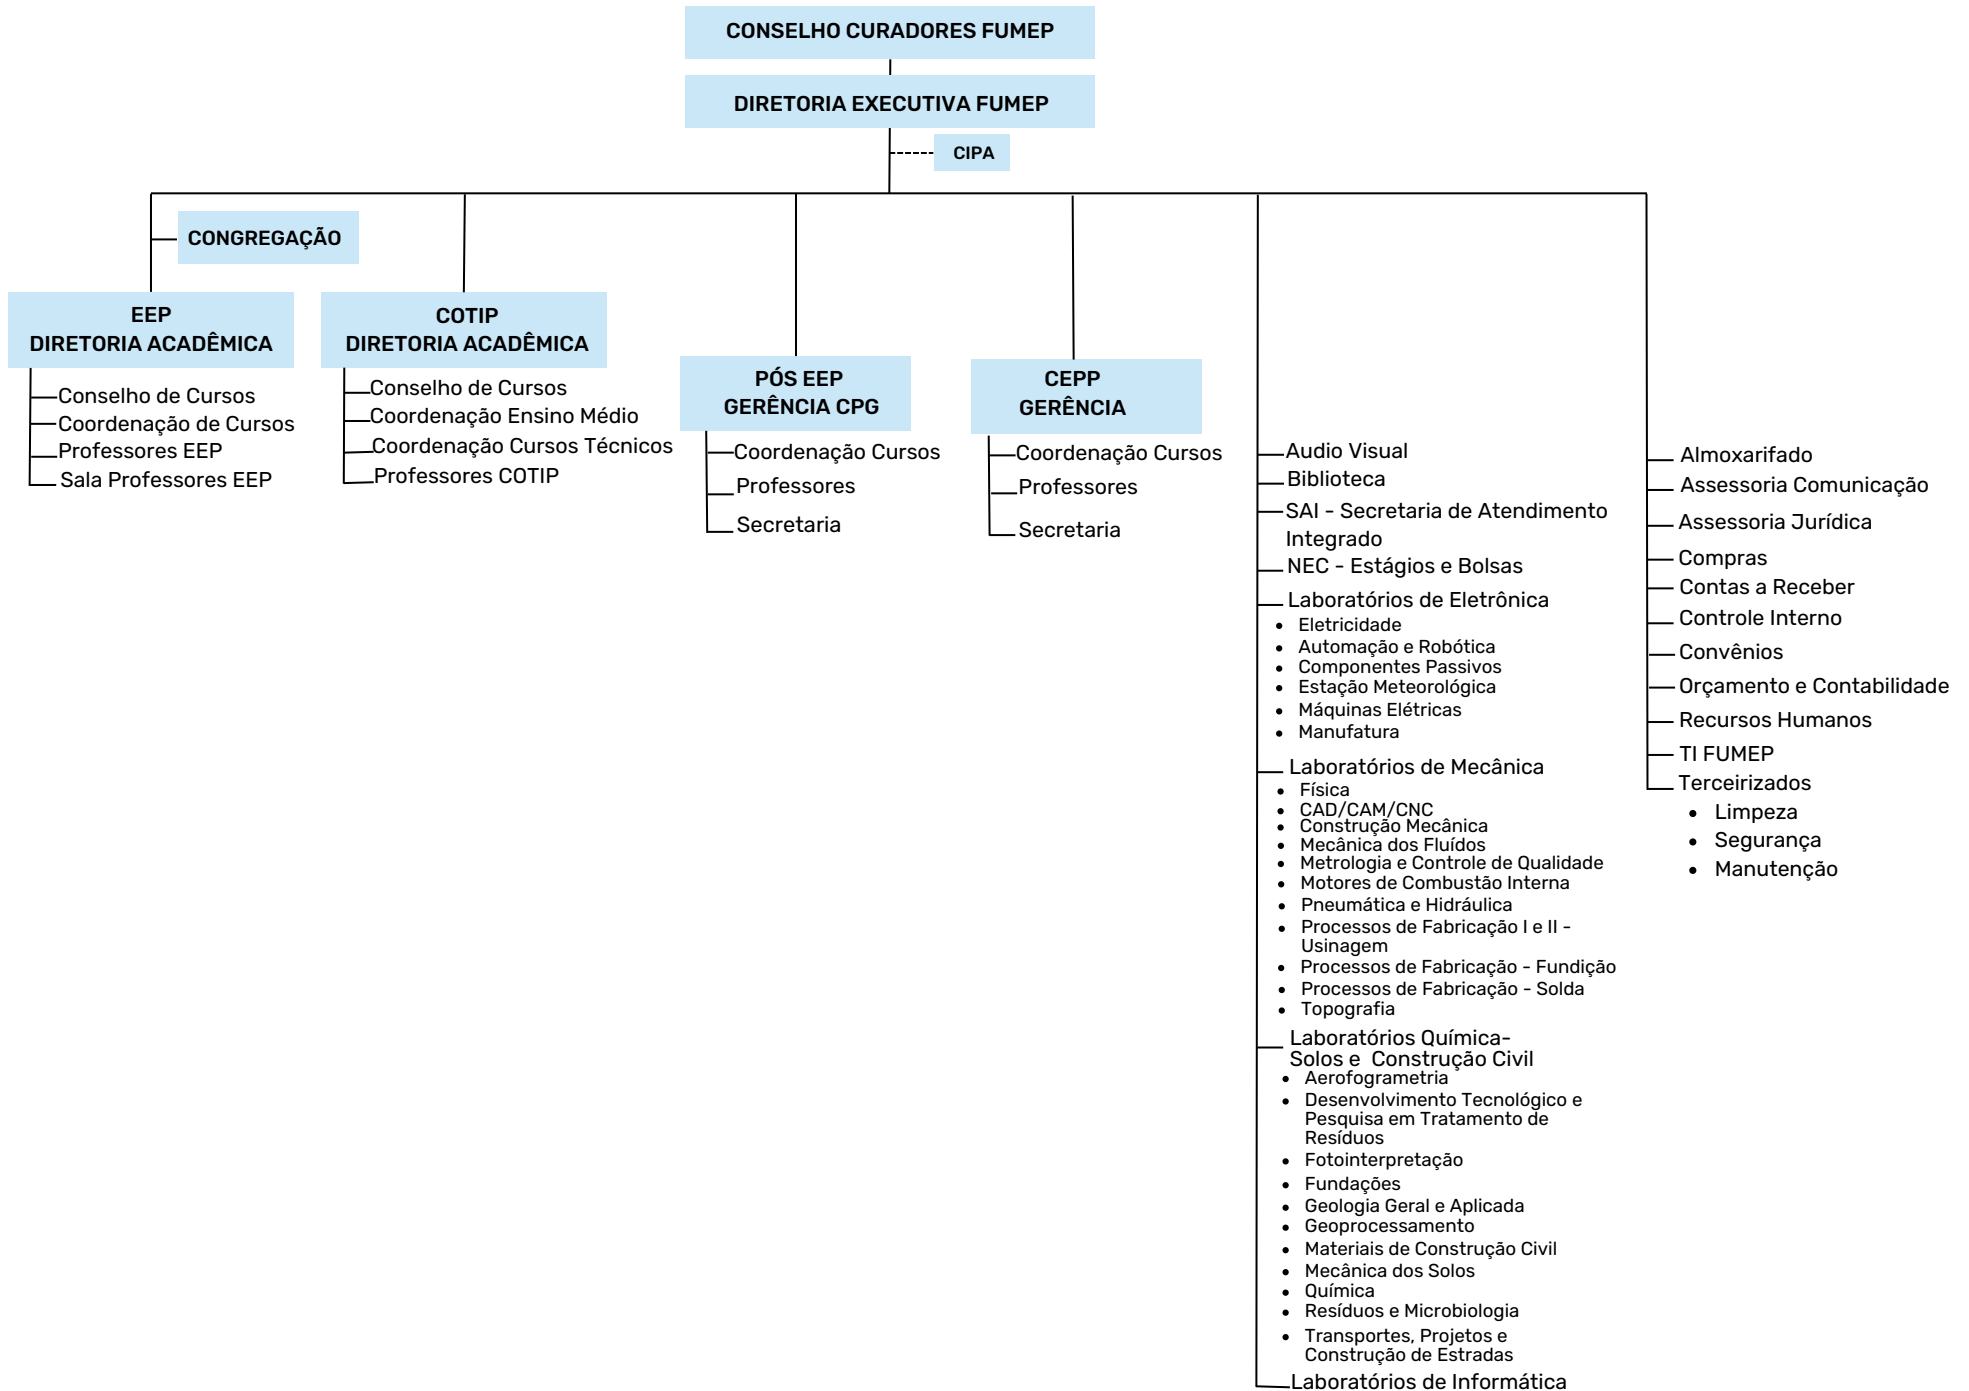 CONSELHO CURADORES FUMEP
DIRETORIA EXECUTIVA FUMEP
CIPA
CONGREGAÇÃO
EEP
DIRETORIA ACADÊMICA
Conselho de Cursos
Coordenação de Cursos
Professores EEP
Sala Professores EEP
COTIP
DIRETORIA ACADÊMICA
Conselho de Cursos
Coordenação Ensino Médio
Coordenação Cursos Técnicos
Professores COTIP
PÓS EEP
GERÊNCIA CPG
Coordenação Cursos
Professores
Secretaria
CEPP
GERÊNCIA
Coordenação Cursos
Professores
Secretaria
Audio Visual
Biblioteca
SAI - Secretaria de Atendimento
Integrado
NEC - Estágios e Bolsas
Laboratórios de Eletrônica
• Eletricidade
• Automação e Robótica
• Componentes Passivos
• Estação Meteorológica
• Máquinas Elétricas
• Manufatura
Laboratórios de Mecânica
• Física
• CAD/CAM/CNC
• Construção Mecânica
• Mecânica dos Fluídos
• Metrologia e Controle de Qualidade
• Motores de Combustão Interna
• Pneumática e Hidráulica
• Processos de Fabricação I e II -
Usinagem
• Processos de Fabricação - Fundição
• Processos de Fabricação - Solda
• Topografia
Laboratórios Química-
Solos e Construção Civil
• Aerofogrametria
• Desenvolvimento Tecnológico e
Pesquisa em Tratamento de
Resíduos
• Fotointerpretação
• Fundações
• Geologia Geral e Aplicada
• Geoprocessamento
• Materiais de Construção Civil
• Mecânica dos Solos
• Química
• Resíduos e Microbiologia
• Transportes, Projetos e
Construção de Estradas
Laboratórios de Informática
Almoxarifado
Assessoria Comunicação
Assessoria Jurídica
Compras
Contas a Receber
Controle Interno
Convênios
Orçamento e Contabilidade
Recursos Humanos
TI FUMEP
Terceirizados
• Limpeza
• Segurança
• Manutenção